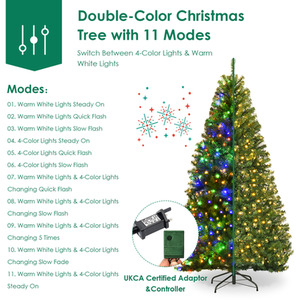 Double-Color Christmas
Tree with 11 Modes
Switch Between 4-Color Lights & Warm
White Lights
Modes:
01. Warm White Lights Steady On
02. Warm White Lights Quick Flash
03. Warm White Lights Slow Flash
04. 4-Color Lights Steady On
05. 4-Color Lights Quick Flash
06. 4-Color Lights Slow Flash
07. Warm White Lights & 4-Color Lights
Changing Quick Flash
08. Warm White Lights & 4-Color Lights
Changing Slow Flash
09. Warm White Lights & 4-Color Lights
Changing 5 Times
10. Warm White Lights & 4-Color Lights
Changing Slow Fade
11. Warm White Lights & 4-Color Lights
Steady On
UKCA Certified Adaptor
&Controller